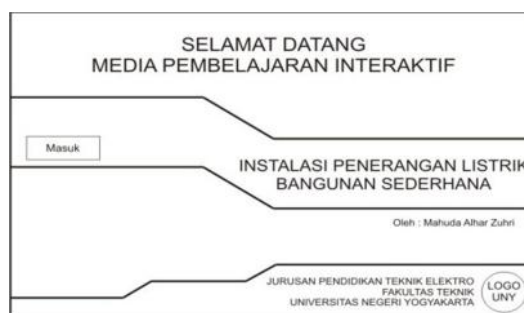 SELAMAT DATANG
MEDIA PEMBELAJARAN INTERAKTIF
Masuk
INSTALASI PENERANGAN LISTRIK
BANGUNAN SEDERHANA
Oleh : Mahuda Alhar Zuhri
JURUSAN PENDIDIKAN TEKNIK ELEKTRO
FAKULTAS TEKNIK
UNIVERSITAS NEGERI YOGYAKARTA
LOGO
UNY